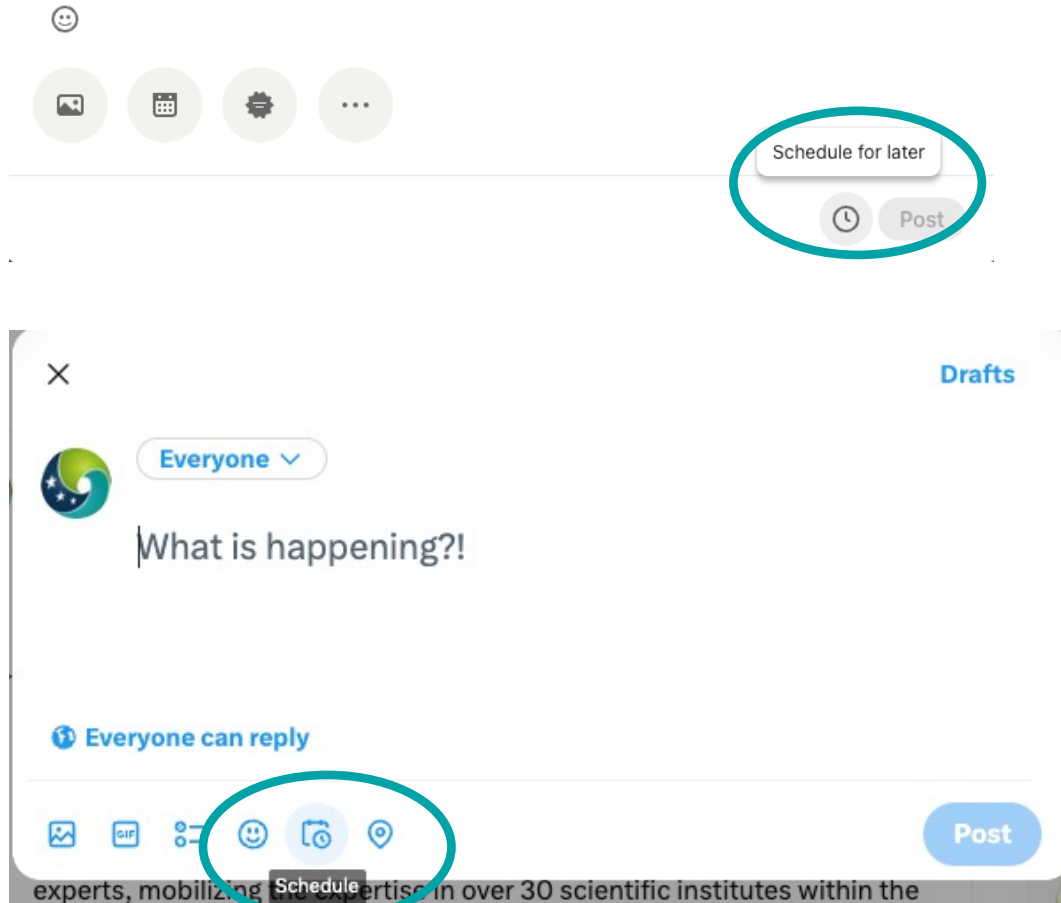 Schedule for later
Post
Drafts
Everyone
What is happening?!
Everyone can reply
GIF
Post
Schedule
experts, mobilizing the expertise in over 30 scientific institutes within the